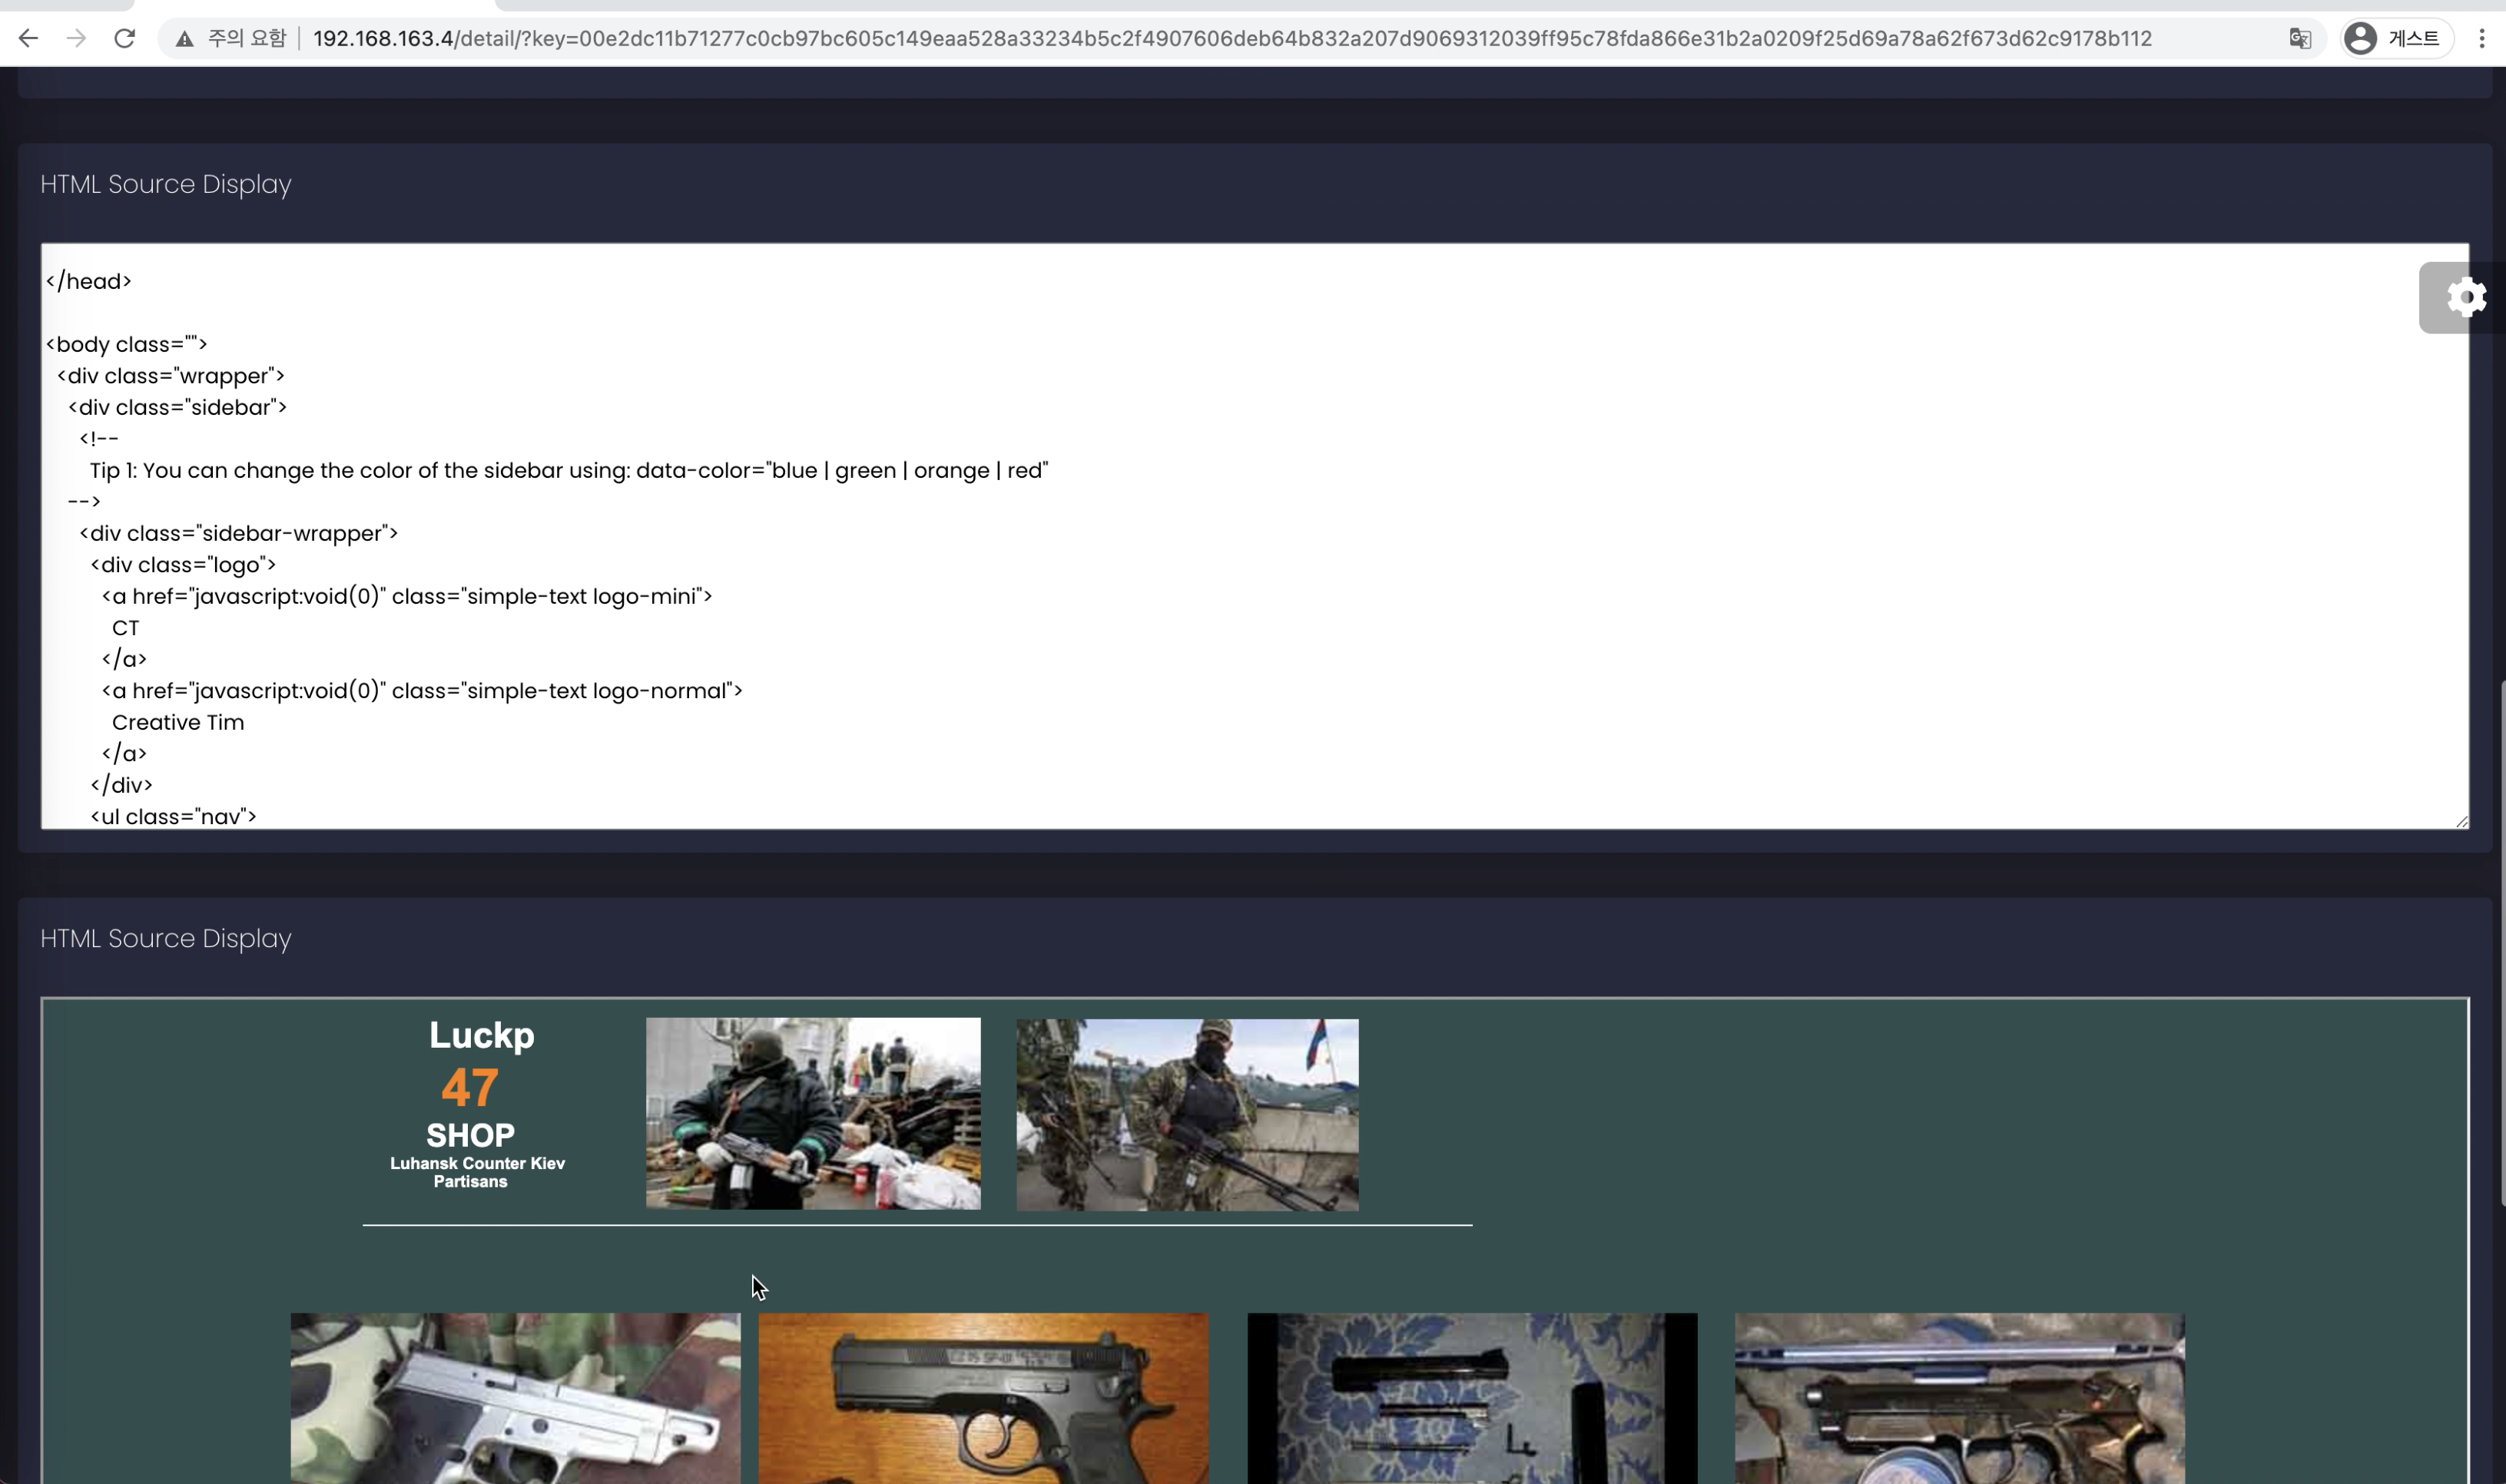 주의 요함
192.168.163.4/detail/?key=00e2dc11b71277c0cb97bc605c149eaa528a33234b5c2f4907606deb64b832a207d9069312039ff95c78fda866e31b2a0209f25d69a78a62f673d62c9178b112
게스트
HTML Source Display
</head>
<body class="">
<div class="wrapper">
<div class="sidebar">
<!--
Tip 1: You can change the color of the sidebar using: data-color="blue | green | orange | red"
-->
<div class="sidebar-wrapper">
<div class="logo">
<a href="javascript:void(0)" class="simple-text logo-mini">
CT
</a>
<a href="javascript:void(0)" class="simple-text logo-normal">
Creative Tim
</a>
</div>
<ul class="nav">
HTML Source Display
Luckp
47
SHOP
Luhansk Counter Kiev
Partisans